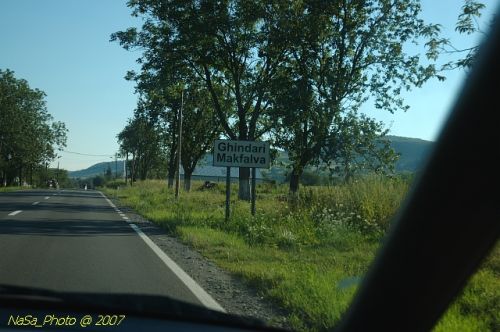 Ghindari
Makfalva
NaSa_Photo @ 2007